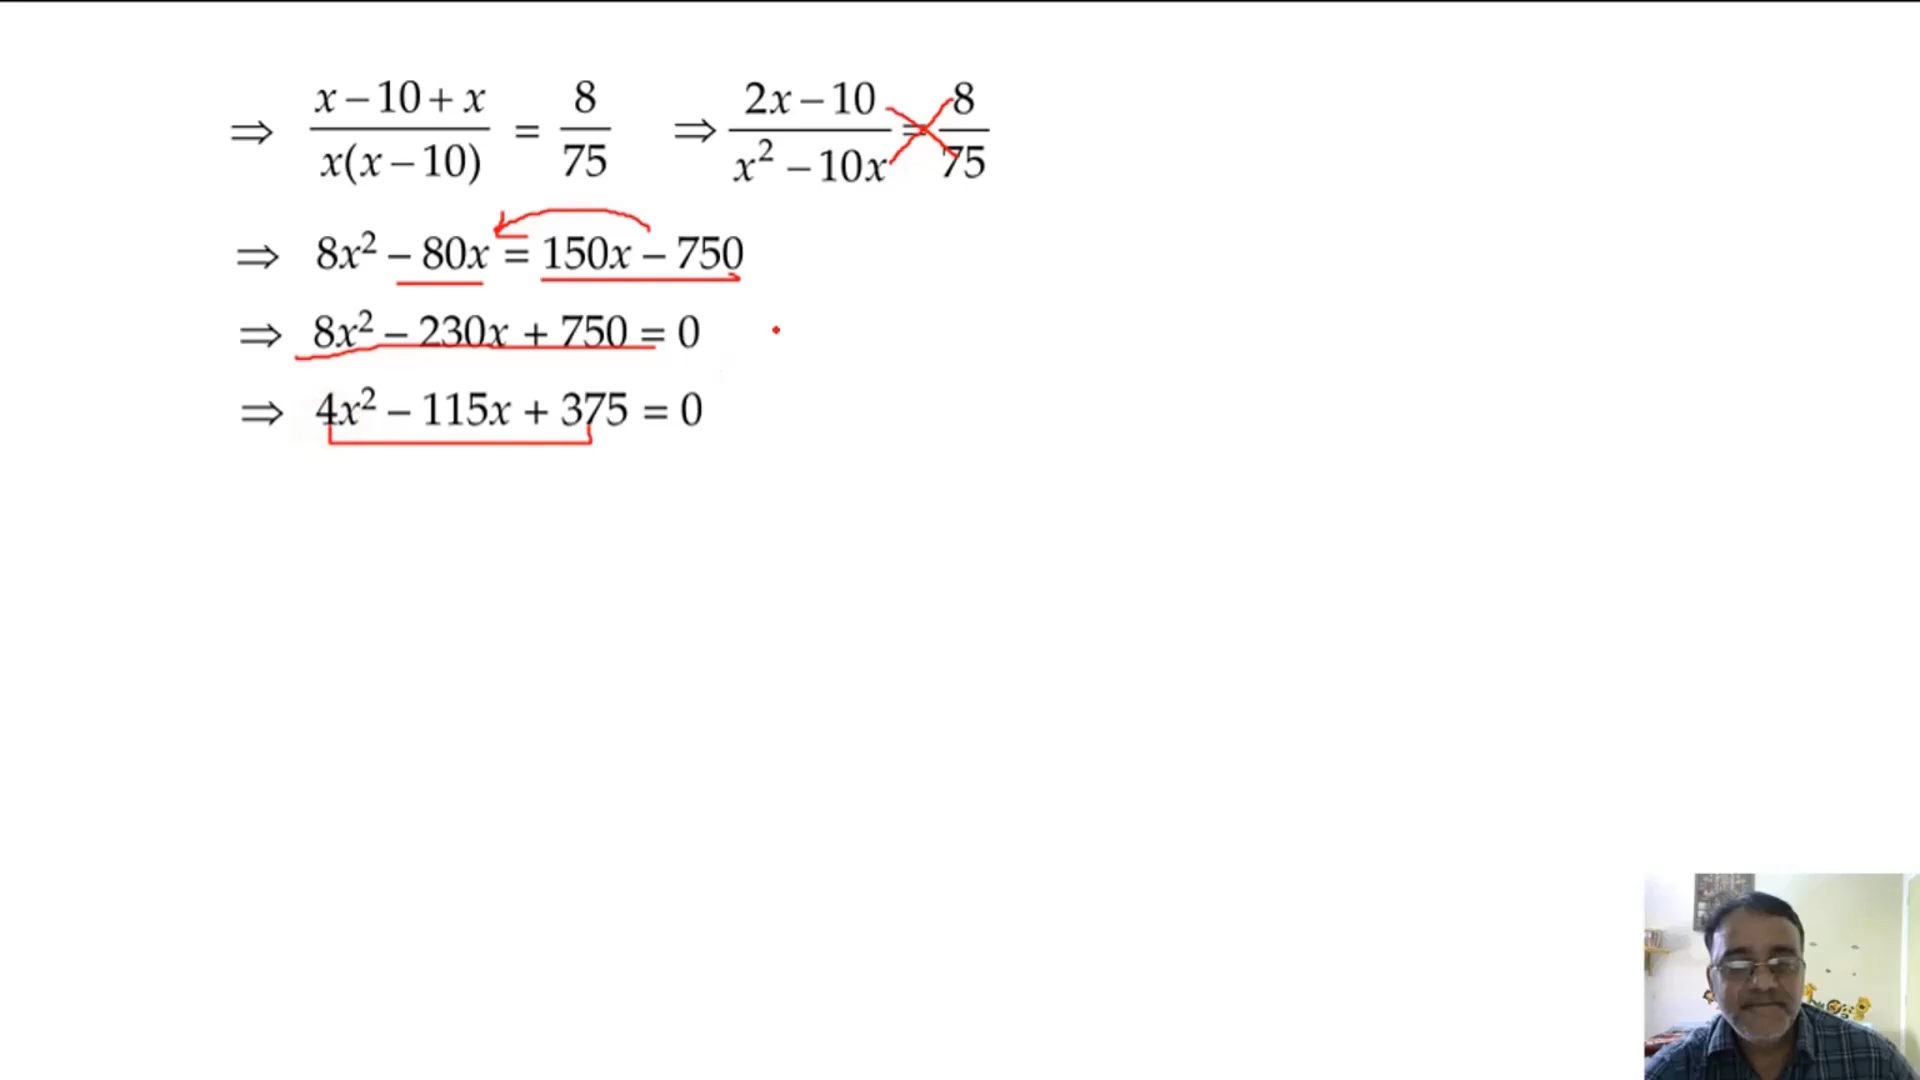 ⇒ (x − 10 + x)/(x(x − 10)) = 8/75 ⇒ (2x − 10)/(x² − 10x) = 8/75
⇒ 8x² − 80x = 150x − 750
⇒ 8x² − 230x + 750 = 0
⇒ 4x² − 115x + 375 = 0